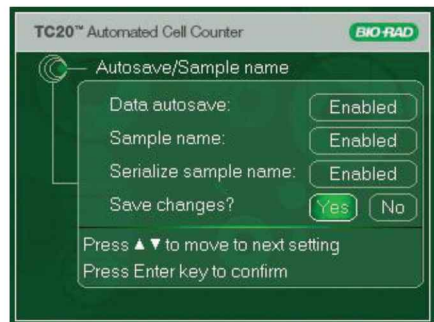 TC20™ Automated Cell Counter BIO-RAD
Autosave/Sample name
Data autosave: Enabled
Sample name: Enabled
Serialize sample name: Enabled
Save changes? Yes No
Press ▲ ▼ to move to next setting
Press Enter key to confirm